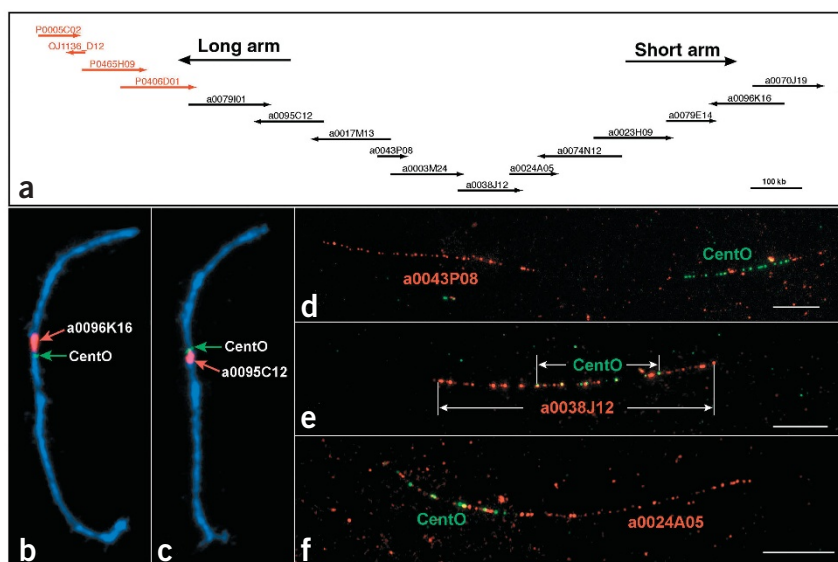 P0005C02
OJ1136_D12
P0465H09
P0406D01
Long arm
Short arm
a0079I01
a0095C12
a0017M13
a0043P08
a0003M24
a0038J12
a0024A05
a0074N12
a0023H09
a0079E14
a0096K16
a0070J19
100 kb
a
a0096K16
CentO
b
CentO
a0095C12
c
CentO
a0043P08
d
CentO
a0038J12
e
CentO
a0024A05
f